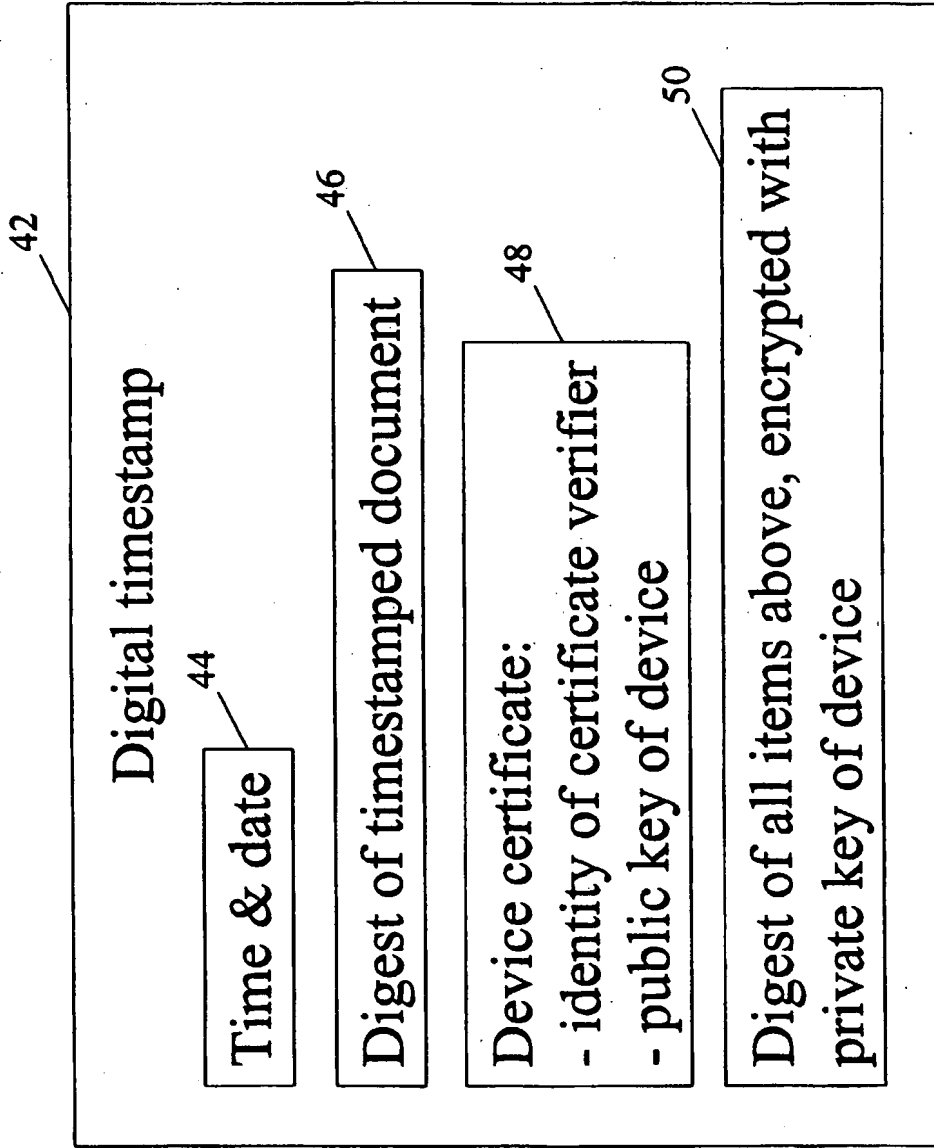 42
Digital timestamp
44
Time & date
46
Digest of timestamped document
48
Device certificate:
- identity of certificate verifier
- public key of device
50
Digest of all items above, encrypted with
private key of device